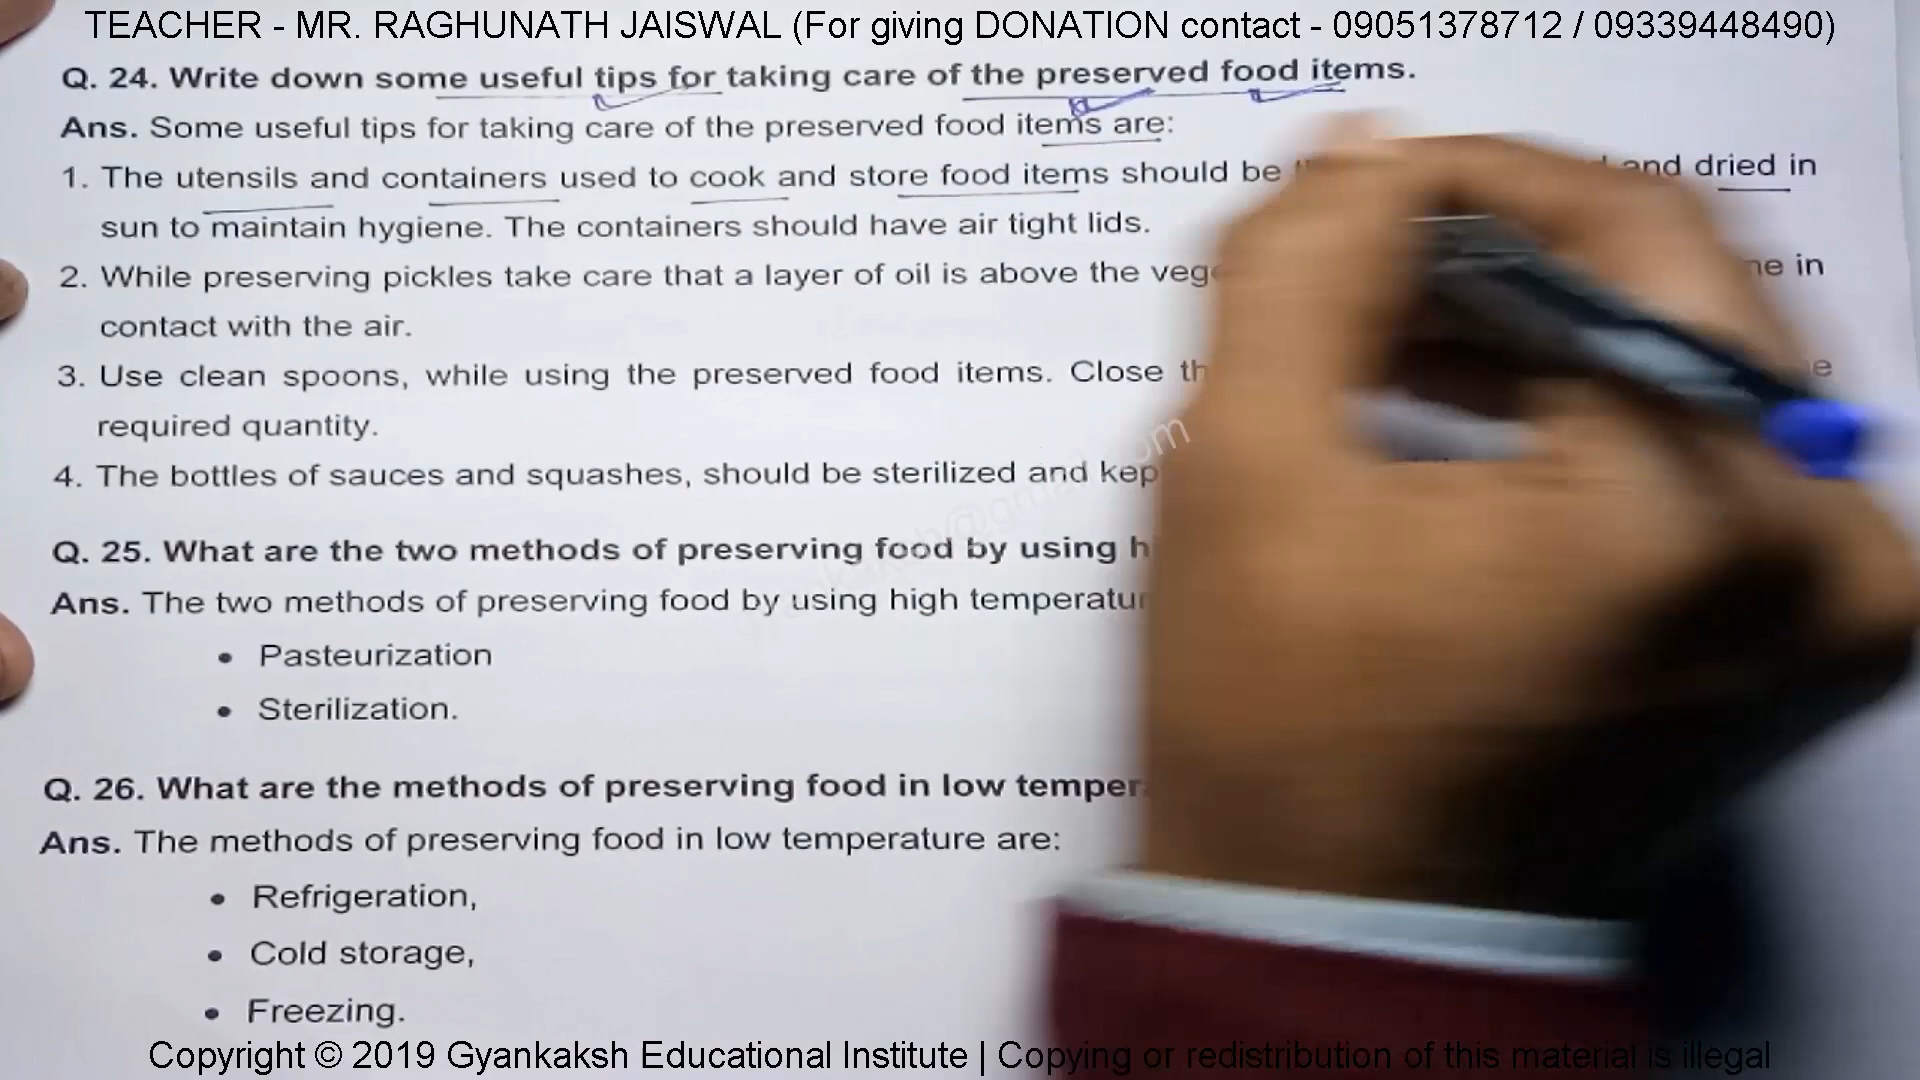 TEACHER - MR. RAGHUNATH JAISWAL (For giving DONATION contact - 09051378712 / 09339448490)
Q. 24. Write down some useful tips for taking care of the preserved food items.
Ans. Some useful tips for taking care of the preserved food items are:
1. The utensils and containers used to cook and store food items should be and dried in
sun to maintain hygiene. The containers should have air tight lids.
2. While preserving pickles take care that a layer of oil is above the in
contact with the air.
3. Use clean spoons, while using the preserved food items. Close
required quantity.
4. The bottles of sauces and squashes, should be sterilized and
Q. 25. What are the two methods of preserving food by using
Ans. The two methods of preserving food by using high
• Pasteurization
• Sterilization.
Q. 26. What are the methods of preserving food in low
Ans. The methods of preserving food in low temperature are:
• Refrigeration,
• Cold storage,
• Freezing.
Copyright © 2019 Gyankaksh Educational Institute | Copying or redistribution of this material is illegal